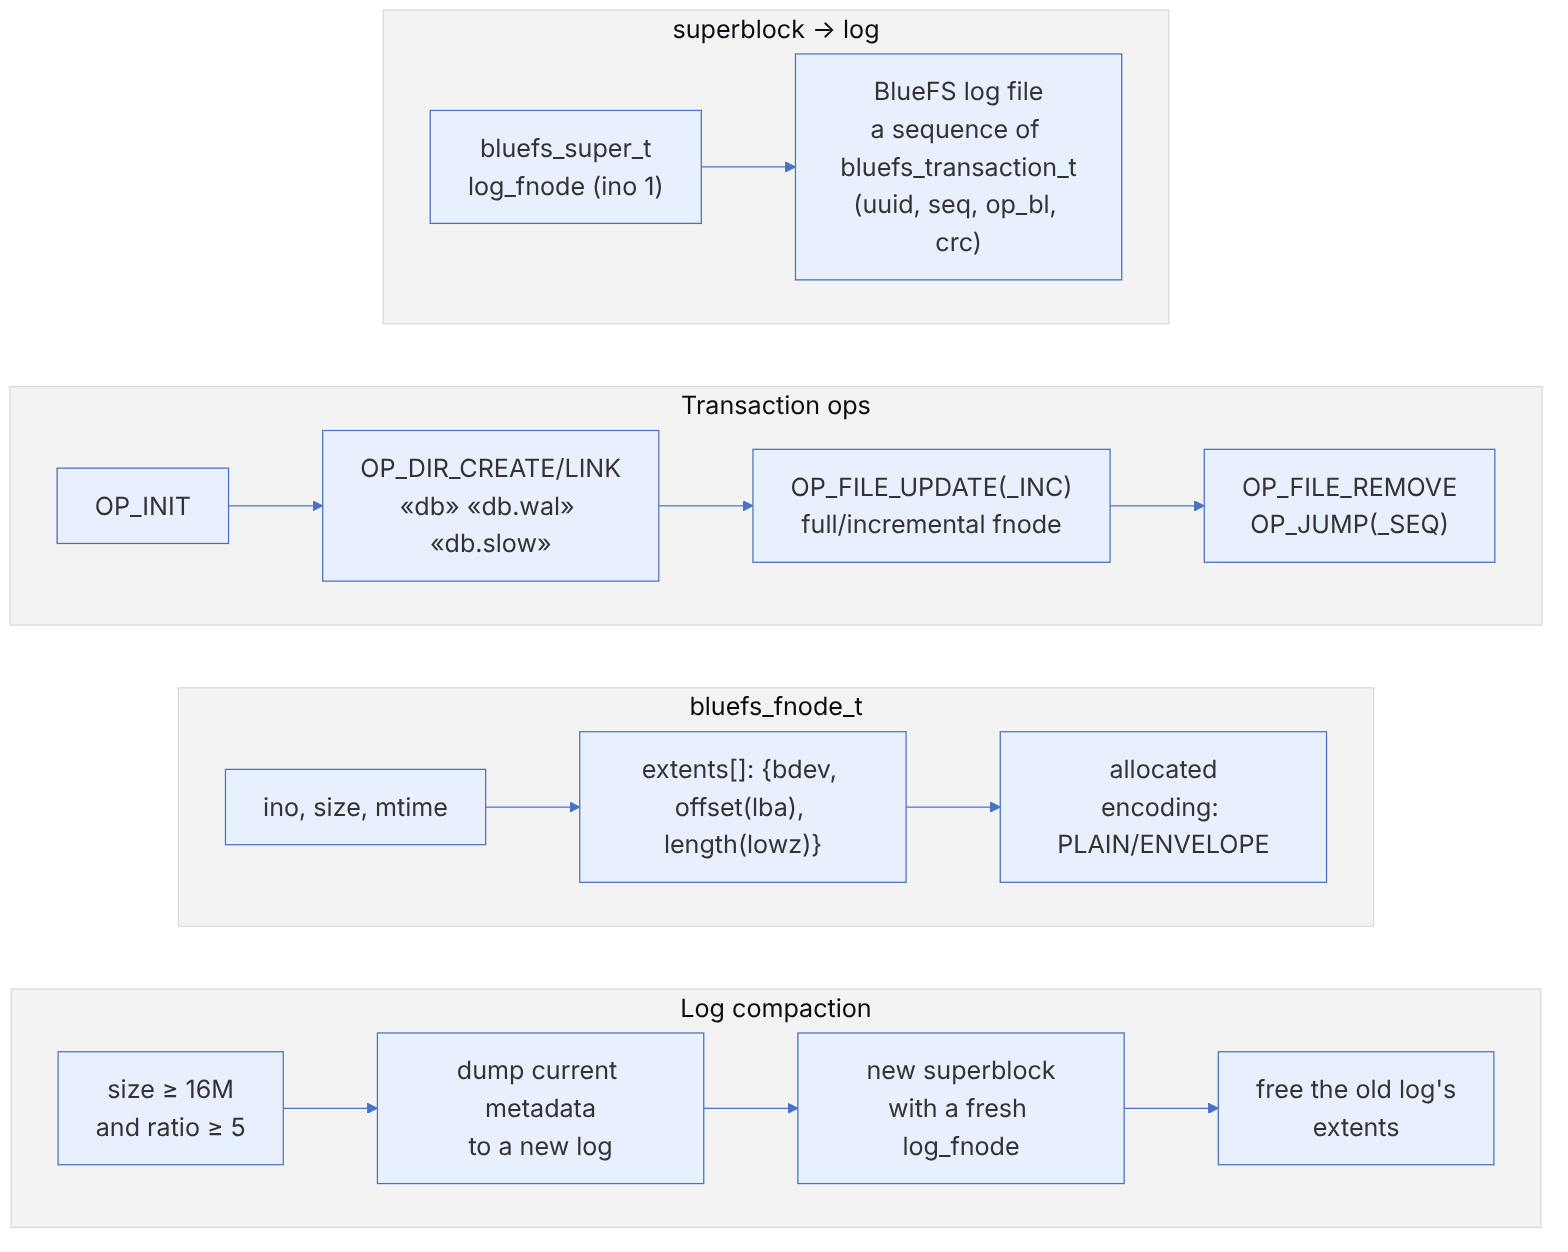 superblock → log
bluefs_super_t
log_fnode (ino 1)
BlueFS log file
a sequence of
bluefs_transaction_t
(uuid, seq, op_bl,
crc)
Transaction ops
OP_INIT
OP_DIR_CREATE/LINK
«db» «db.wal»
«db.slow»
OP_FILE_UPDATE(_INC)
full/incremental fnode
OP_FILE_REMOVE
OP_JUMP(_SEQ)
bluefs_fnode_t
ino, size, mtime
extents[]: {bdev,
offset(lba),
length(lowz)}
allocated
encoding:
PLAIN/ENVELOPE
Log compaction
size ≥ 16M
and ratio ≥ 5
dump current
metadata
to a new log
new superblock
with a fresh
log_fnode
free the old log's
extents